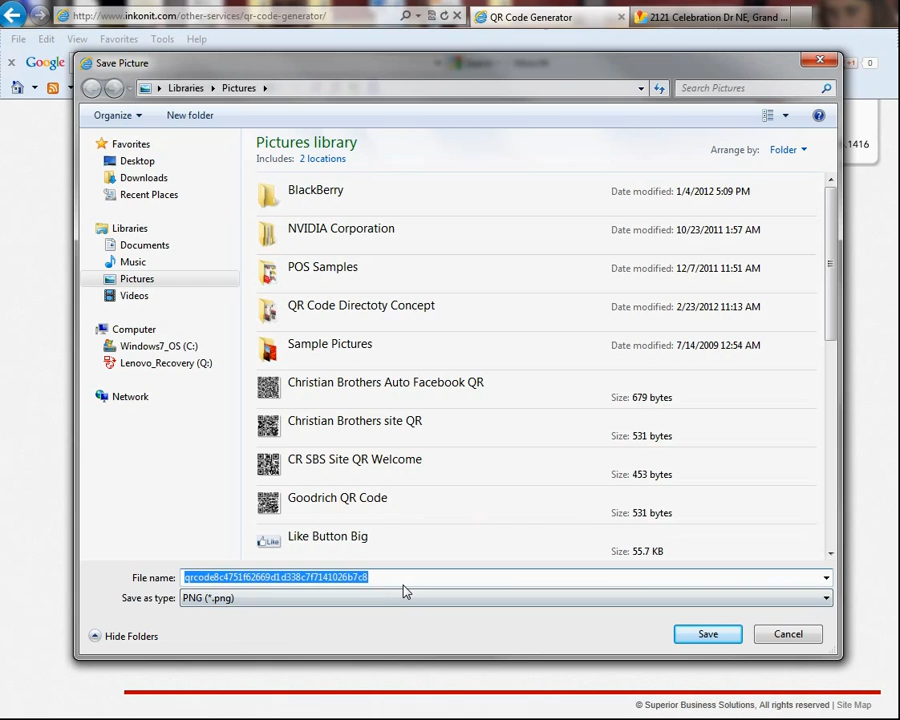 http://www.inkonit.com/other-services/qr-code-generator/
QR Code Generator
2121 Celebration Dr NE, Grand ...
File Edit View Favorites Tools Help
Google
+1 0
Save Picture
Libraries Pictures
Search Pictures
Organize New folder
Favorites
Desktop
Downloads
Recent Places
Libraries
Documents
Music
Pictures
Videos
Computer
Windows7_OS (C:)
Lenovo_Recovery (Q:)
Network
Pictures library
Includes: 2 locations
Arrange by: Folder
BlackBerry Date modified: 1/4/2012 5:09 PM
NVIDIA Corporation Date modified: 10/23/2011 1:57 AM
POS Samples Date modified: 12/7/2011 11:51 AM
QR Code Directoty Concept Date modified: 2/23/2012 11:13 AM
Sample Pictures Date modified: 7/14/2009 12:54 AM
Christian Brothers Auto Facebook QR Size: 679 bytes
Christian Brothers site QR Size: 531 bytes
CR SBS Site QR Welcome Size: 453 bytes
Goodrich QR Code Size: 531 bytes
Like Button Big Size: 55.7 KB
Like
.1416
File name: qrcode8c4751f62669d1d338c7f7141026b7c8
Save as type: PNG (*.png)
Hide Folders
Save Cancel
© Superior Business Solutions, All rights reserved | Site Map